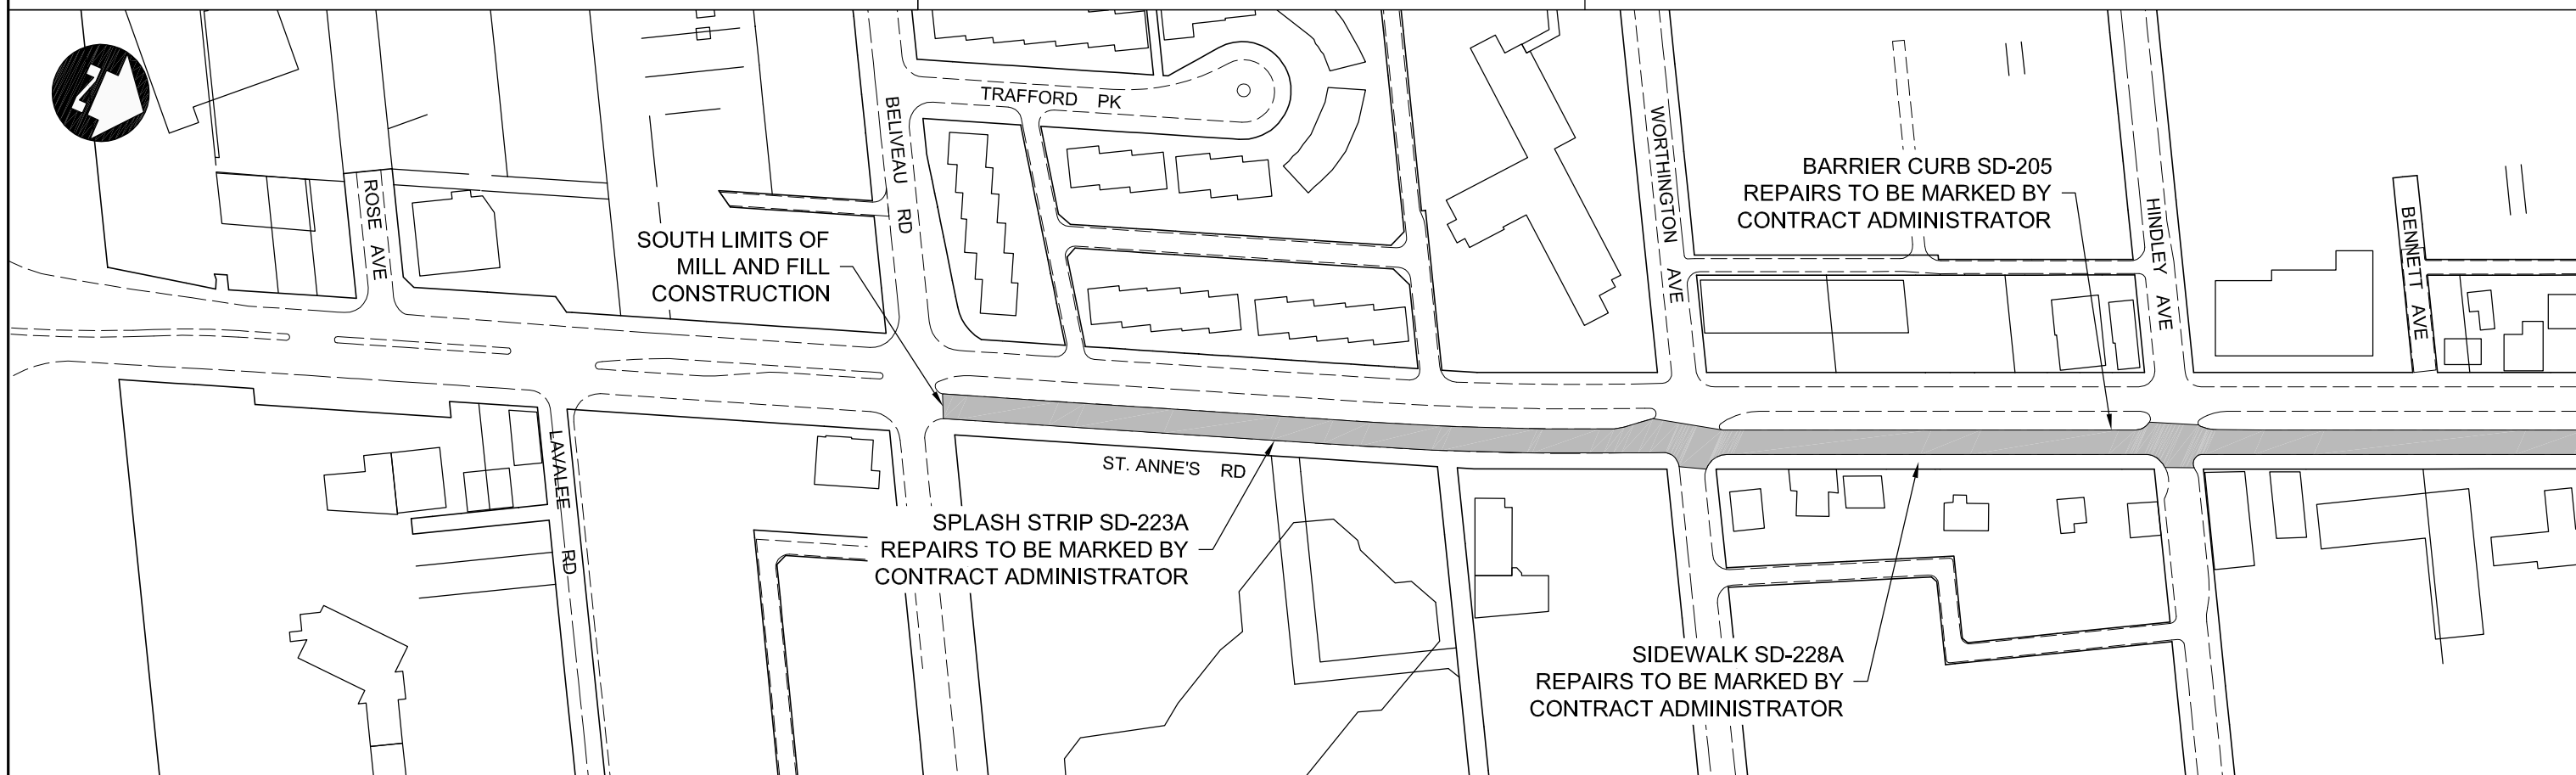 TRAFFORD PK
BELIVEAU RD
WORTHINGTON AVE
BARRIER CURB SD-205
REPAIRS TO BE MARKED BY
CONTRACT ADMINISTRATOR
ROSE AVE
HINDLEY AVE
BENNETT AVE
SOUTH LIMITS OF
MILL AND FILL
CONSTRUCTION
LAVALEE RD
ST. ANNE'S RD
SPLASH STRIP SD-223A
REPAIRS TO BE MARKED BY
CONTRACT ADMINISTRATOR
SIDEWALK SD-228A
REPAIRS TO BE MARKED BY
CONTRACT ADMINISTRATOR